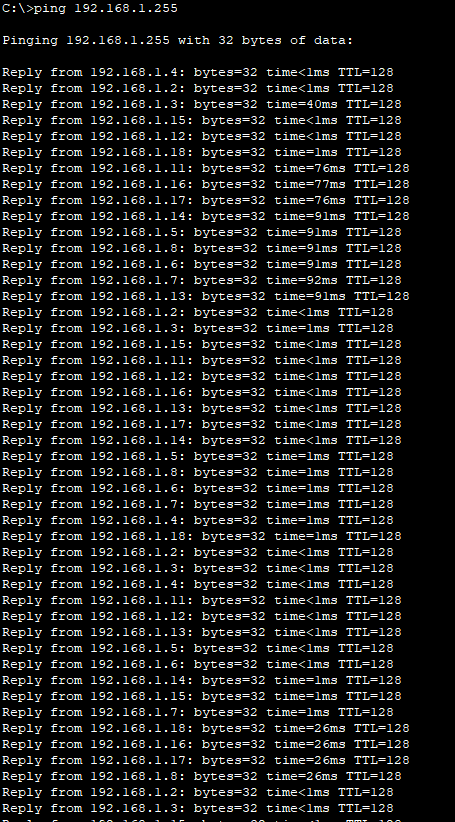 C:\>ping 192.168.1.255
Pinging 192.168.1.255 with 32 bytes of data:
Reply from 192.168.1.4: bytes=32 time<1ms TTL=128
Reply from 192.168.1.2: bytes=32 time<1ms TTL=128
Reply from 192.168.1.3: bytes=32 time=40ms TTL=128
Reply from 192.168.1.15: bytes=32 time<1ms TTL=128
Reply from 192.168.1.12: bytes=32 time<1ms TTL=128
Reply from 192.168.1.18: bytes=32 time=1ms TTL=128
Reply from 192.168.1.11: bytes=32 time=76ms TTL=128
Reply from 192.168.1.16: bytes=32 time=77ms TTL=128
Reply from 192.168.1.17: bytes=32 time=76ms TTL=128
Reply from 192.168.1.14: bytes=32 time=91ms TTL=128
Reply from 192.168.1.5: bytes=32 time=91ms TTL=128
Reply from 192.168.1.8: bytes=32 time=91ms TTL=128
Reply from 192.168.1.6: bytes=32 time=91ms TTL=128
Reply from 192.168.1.7: bytes=32 time=92ms TTL=128
Reply from 192.168.1.13: bytes=32 time=91ms TTL=128
Reply from 192.168.1.2: bytes=32 time<1ms TTL=128
Reply from 192.168.1.3: bytes=32 time=1ms TTL=128
Reply from 192.168.1.15: bytes=32 time<1ms TTL=128
Reply from 192.168.1.11: bytes=32 time<1ms TTL=128
Reply from 192.168.1.12: bytes=32 time<1ms TTL=128
Reply from 192.168.1.16: bytes=32 time<1ms TTL=128
Reply from 192.168.1.13: bytes=32 time<1ms TTL=128
Reply from 192.168.1.17: bytes=32 time<1ms TTL=128
Reply from 192.168.1.14: bytes=32 time=1ms TTL=128
Reply from 192.168.1.5: bytes=32 time=1ms TTL=128
Reply from 192.168.1.8: bytes=32 time=1ms TTL=128
Reply from 192.168.1.6: bytes=32 time=1ms TTL=128
Reply from 192.168.1.7: bytes=32 time=1ms TTL=128
Reply from 192.168.1.4: bytes=32 time=1ms TTL=128
Reply from 192.168.1.18: bytes=32 time=1ms TTL=128
Reply from 192.168.1.2: bytes=32 time<1ms TTL=128
Reply from 192.168.1.3: bytes=32 time<1ms TTL=128
Reply from 192.168.1.4: bytes=32 time<1ms TTL=128
Reply from 192.168.1.11: bytes=32 time<1ms TTL=128
Reply from 192.168.1.12: bytes=32 time<1ms TTL=128
Reply from 192.168.1.13: bytes=32 time<1ms TTL=128
Reply from 192.168.1.5: bytes=32 time<1ms TTL=128
Reply from 192.168.1.6: bytes=32 time<1ms TTL=128
Reply from 192.168.1.14: bytes=32 time=1ms TTL=128
Reply from 192.168.1.15: bytes=32 time=1ms TTL=128
Reply from 192.168.1.7: bytes=32 time=1ms TTL=128
Reply from 192.168.1.18: bytes=32 time=26ms TTL=128
Reply from 192.168.1.16: bytes=32 time=26ms TTL=128
Reply from 192.168.1.17: bytes=32 time=26ms TTL=128
Reply from 192.168.1.8: bytes=32 time=26ms TTL=128
Reply from 192.168.1.2: bytes=32 time<1ms TTL=128
Reply from 192.168.1.3: bytes=32 time<1ms TTL=128